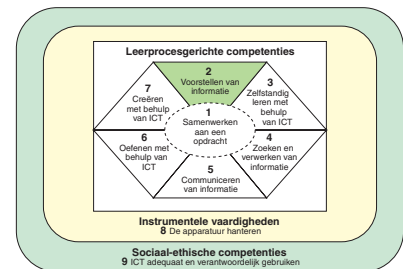 Leerprocesgerichte competenties
2
Voorstellen van
informatie
7
Creëren met
behulp
van ICT
3
Zelfstandig
leren met
behulp
van ICT
1
Samenwerken
aan een
opdracht
6
Oefenen met
behulp van
ICT
4
Zoeken en
verwerken van
informatie
5
Communiceren
van informatie
Instrumentele vaardigheden
8 De apparatuur hanteren
Sociaal-ethische competenties
9 ICT adequaat en verantwoordelijk gebruiken